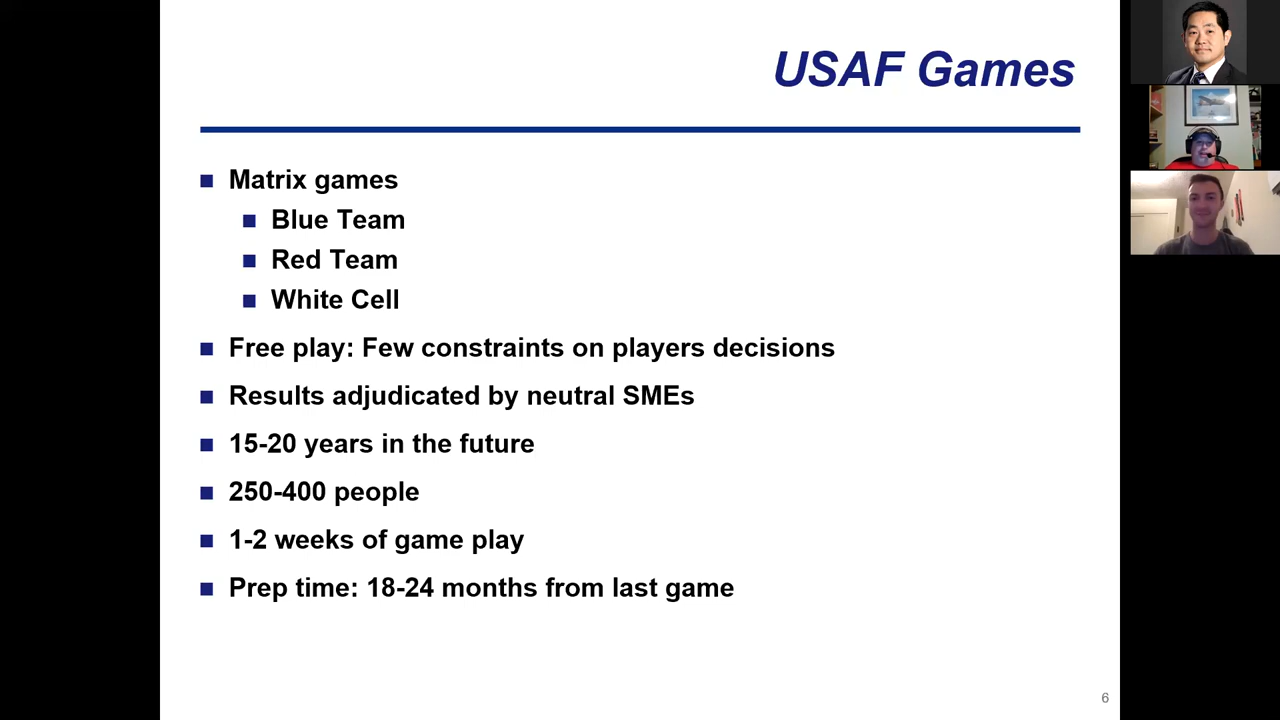 USAF Games
Matrix games
Blue Team
Red Team
White Cell
Free play: Few constraints on players decisions
Results adjudicated by neutral SMEs
15-20 years in the future
250-400 people
1-2 weeks of game play
Prep time: 18-24 months from last game
6